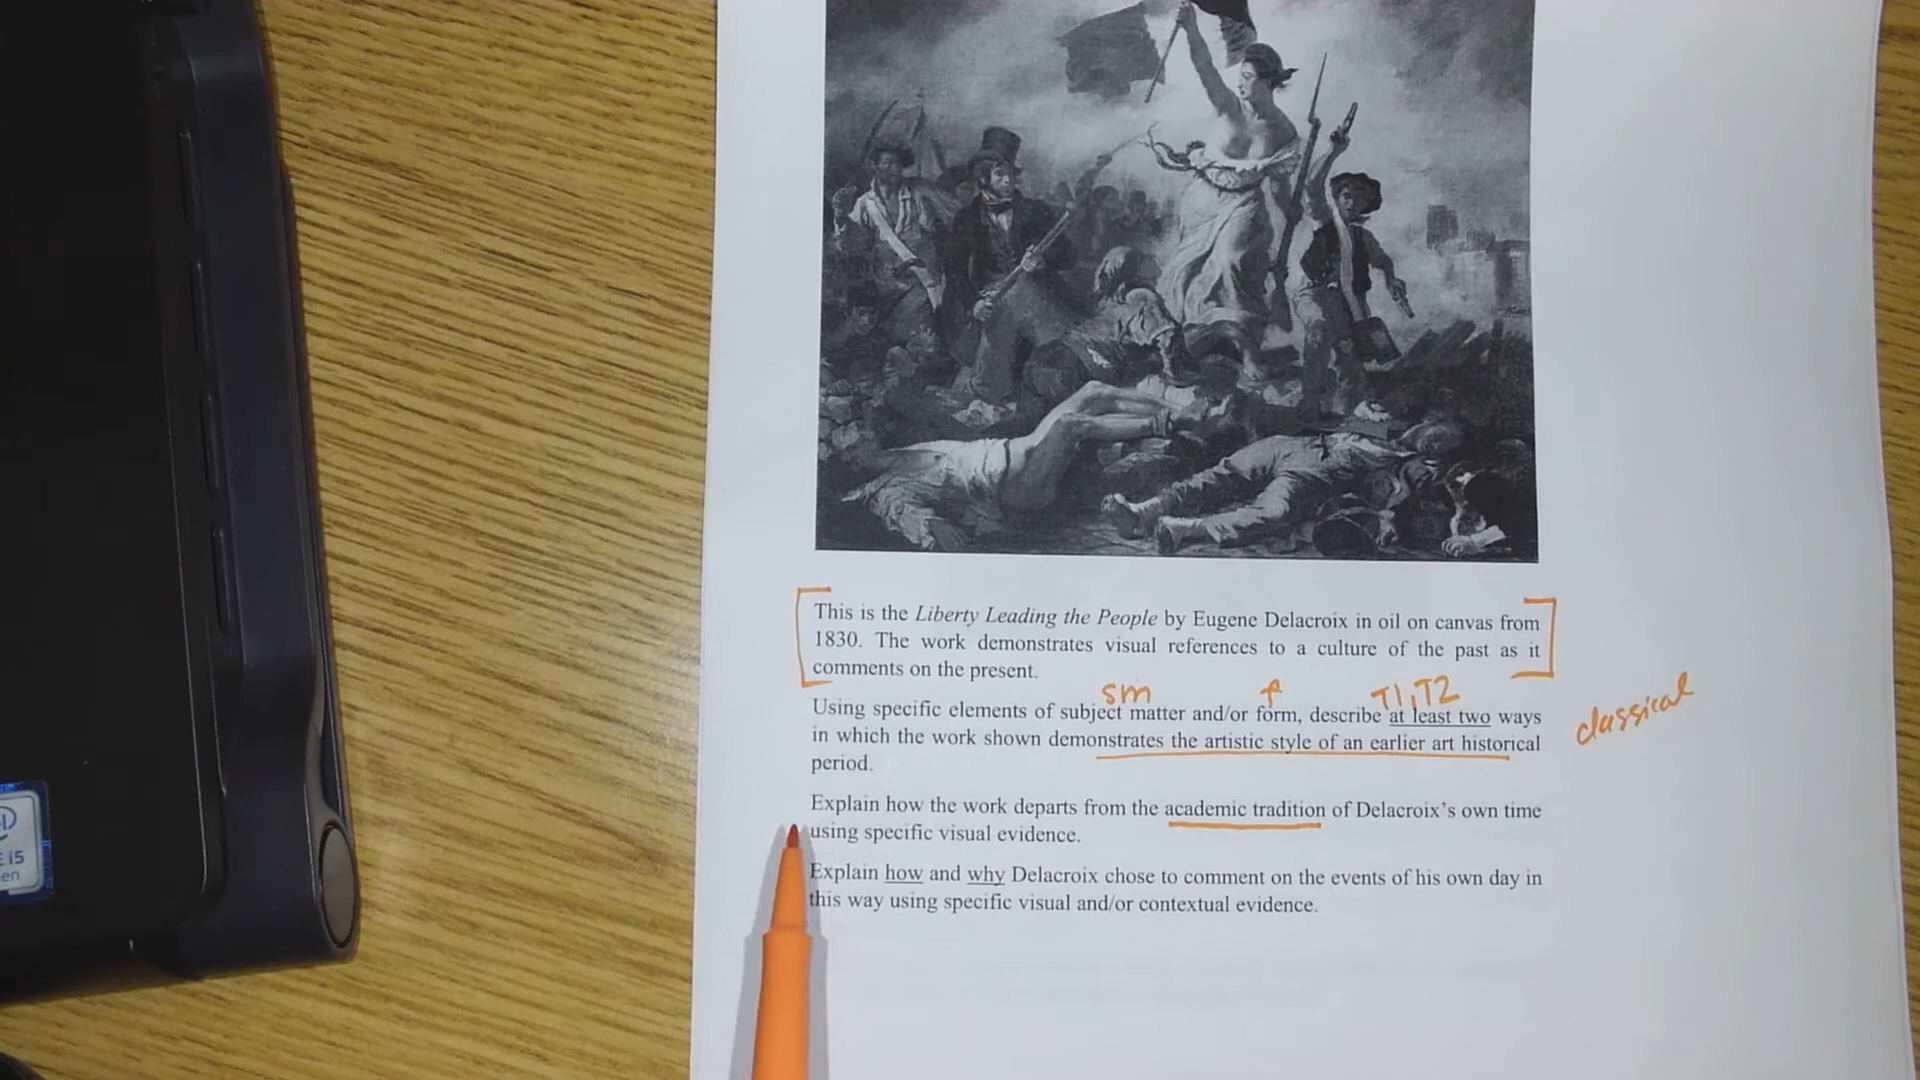 This is the Liberty Leading the People by Eugene Delacroix in oil on canvas from
1830. The work demonstrates visual references to a culture of the past as it
comments on the present.
sm f T1, T2
Using specific elements of subject matter and/or form, describe at least two ways
in which the work shown demonstrates the artistic style of an earlier art historical
period.
classical
Explain how the work departs from the academic tradition of Delacroix's own time
using specific visual evidence.
Explain how and why Delacroix chose to comment on the events of his own day in
this way using specific visual and/or contextual evidence.
i5